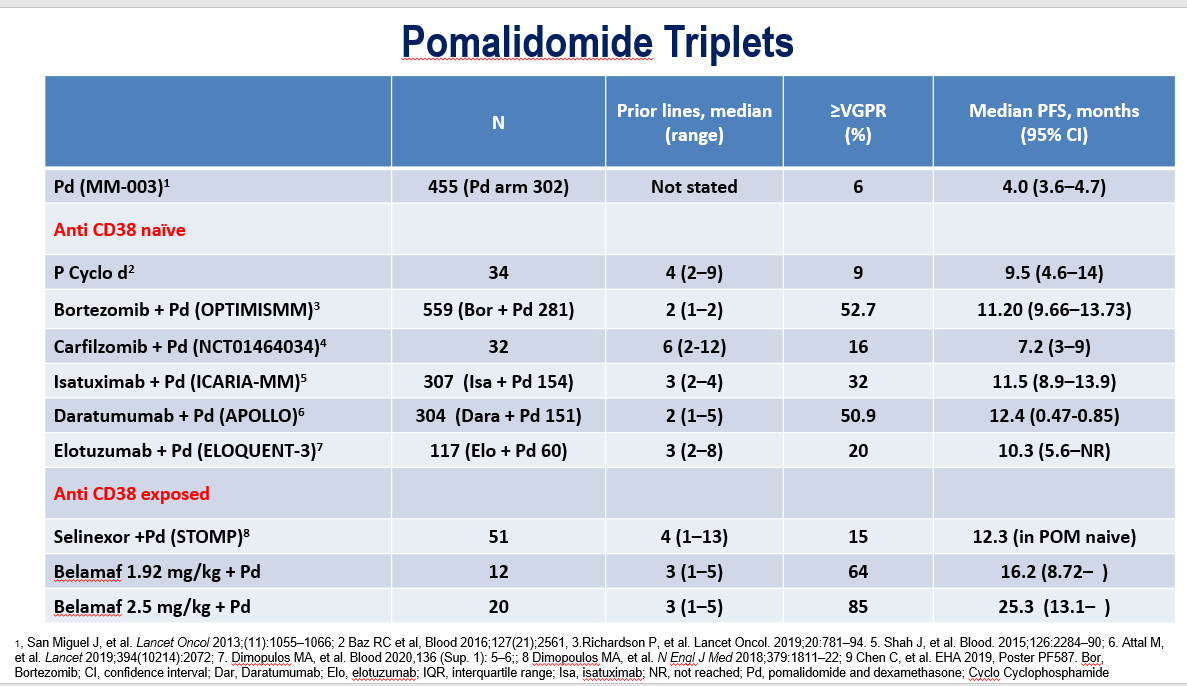 Pomalidomide Triplets
N
Prior lines, median
(range)
≥VGPR
(%)
Median PFS, months
(95% CI)
Pd (MM-003)¹ 455 (Pd arm 302) Not stated 6 4.0 (3.6–4.7)
Anti CD38 naïve
P Cyclo d² 34 4 (2–9) 9 9.5 (4.6–14)
Bortezomib + Pd (OPTIMISMM)³ 559 (Bor + Pd 281) 2 (1–2) 52.7 11.20 (9.66–13.73)
Carfilzomib + Pd (NCT01464034)⁴ 32 6 (2-12) 16 7.2 (3–9)
Isatuximab + Pd (ICARIA-MM)⁵ 307 (Isa + Pd 154) 3 (2–4) 32 11.5 (8.9–13.9)
Daratumumab + Pd (APOLLO)⁶ 304 (Dara + Pd 151) 2 (1–5) 50.9 12.4 (0.47-0.85)
Elotuzumab + Pd (ELOQUENT-3)⁷ 117 (Elo + Pd 60) 3 (2–8) 20 10.3 (5.6–NR)
Anti CD38 exposed
Selinexor +Pd (STOMP)⁸ 51 4 (1–13) 15 12.3 (in POM naive)
Belamaf 1.92 mg/kg + Pd 12 3 (1–5) 64 16.2 (8.72– )
Belamaf 2.5 mg/kg + Pd 20 3 (1–5) 85 25.3 (13.1– )
1, San Miguel J, et al. Lancet Oncol 2013;(11):1055–1066; 2 Baz RC et al, Blood 2016;127(21);2561, 3.Richardson P, et al. Lancet Oncol. 2019;20:781–94. 5. Shah J, et al. Blood. 2015;126:2284–90; 6. Attal M,
et al. Lancet 2019;394(10214):2072; 7. Dimopulos MA, et al. Blood 2020,136 (Sup. 1): 5–6;; 8 Dimopoulos MA, et al. N Engl J Med 2018;379:1811–22; 9 Chen C, et al. EHA 2019, Poster PF587. Bor,
Bortezomib; CI, confidence interval; Dar, Daratumumab; Elo, elotuzumab; IQR, interquartile range; Isa, isatuximab; NR, not reached; Pd, pomalidomide and dexamethasone; Cyclo Cyclophosphamide